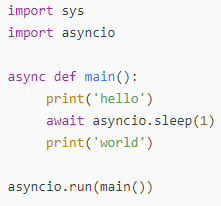 import sys
import asyncio

async def main():
     print('hello')
     await asyncio.sleep(1)
     print('world')

asyncio.run(main())